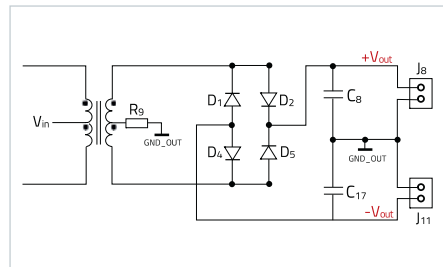 +Vout
J8
D1
D2
C8
R9
Vin
GND_OUT
D4
D5
GND_OUT
C17
-Vout
J11